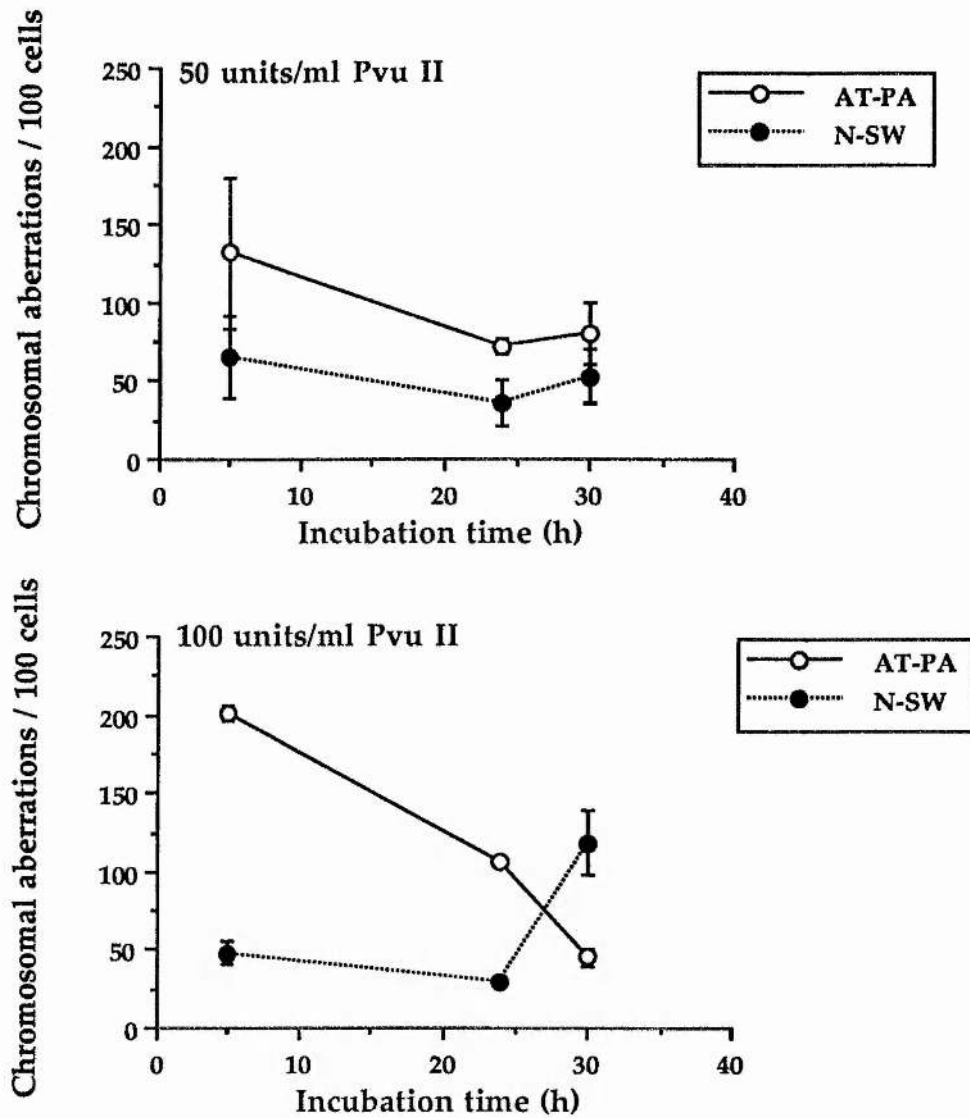 Chromosomal aberrations / 100 cells
50 units/ml Pvu II
250
200
150
100
50
0
0 10 20 30 40
Incubation time (h)
AT-PA
N-SW
Chromosomal aberrations / 100 cells
100 units/ml Pvu II
250
200
150
100
50
0
0 10 20 30 40
Incubation time (h)
AT-PA
N-SW